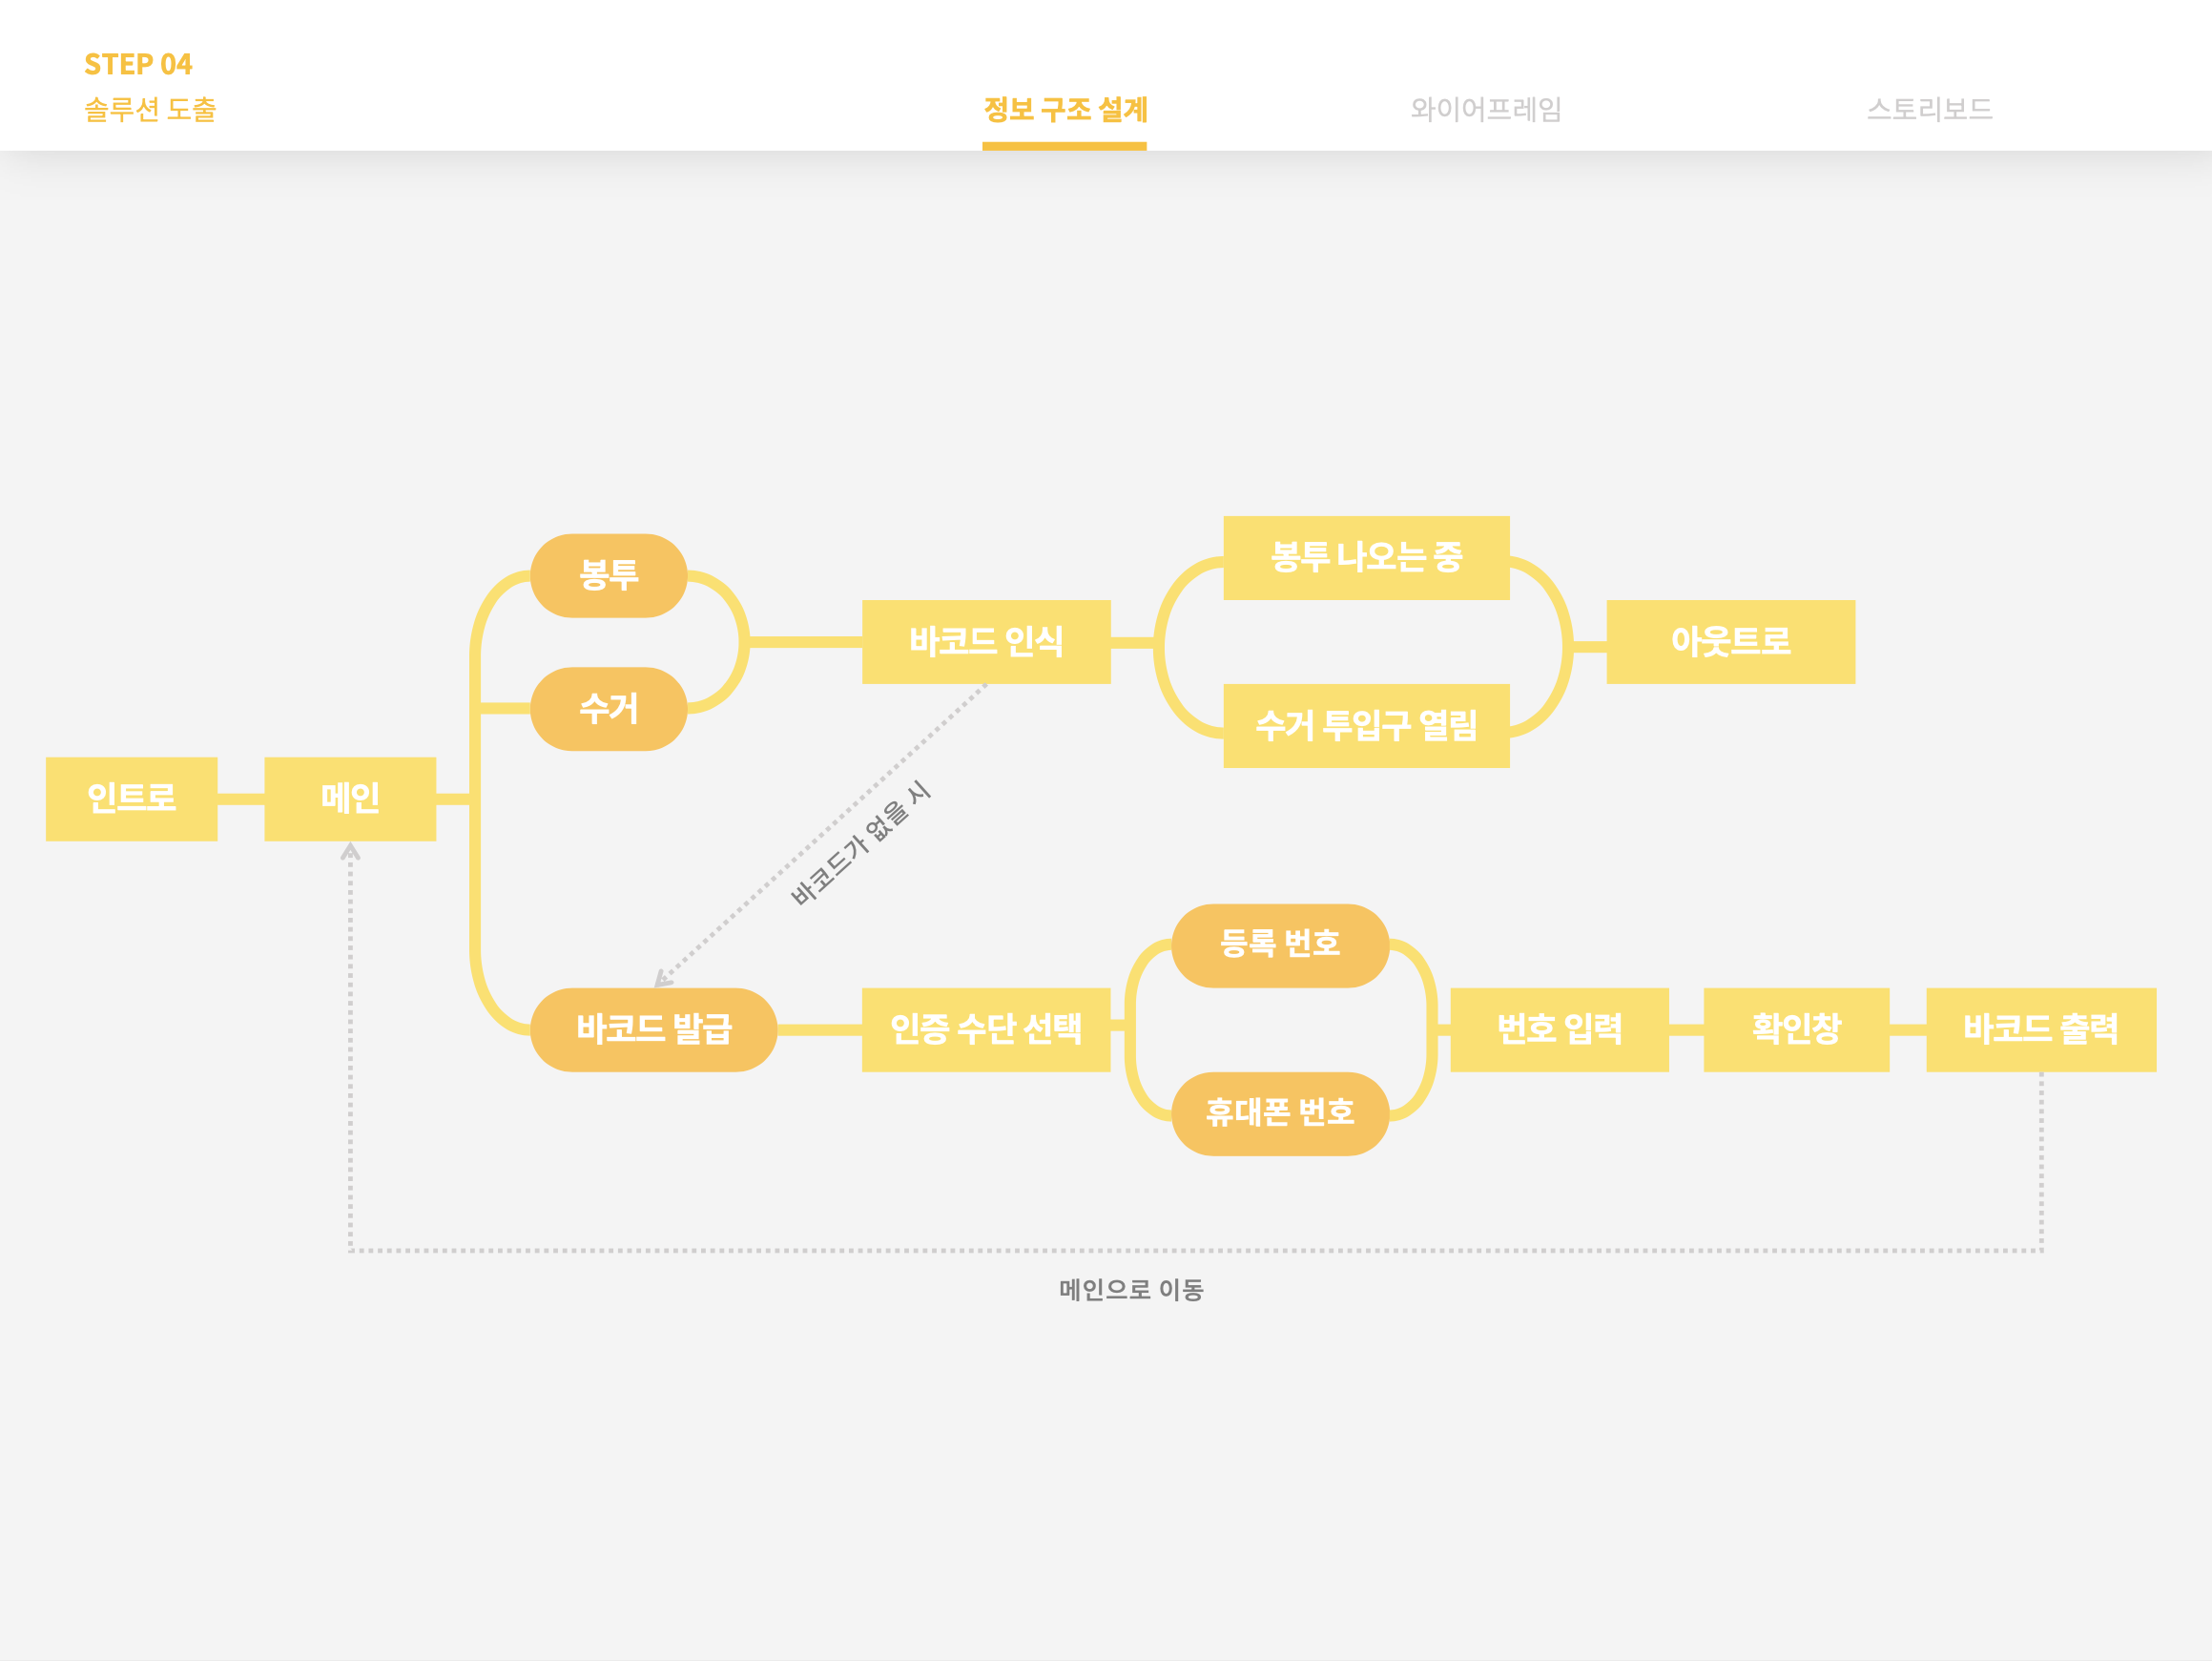 STEP 04
솔루션 도출
정보 구조 설계
와이어프레임
스토리보드
인트로
메인
봉투
수거
바코드 인식
봉투 나오는 중
수거 투입구 열림
아웃트로
바코드가 없을 시
바코드 발급
인증 수단 선택
등록 번호
휴대폰 번호
번호 입력
확인창
바코드 출력
메인으로 이동